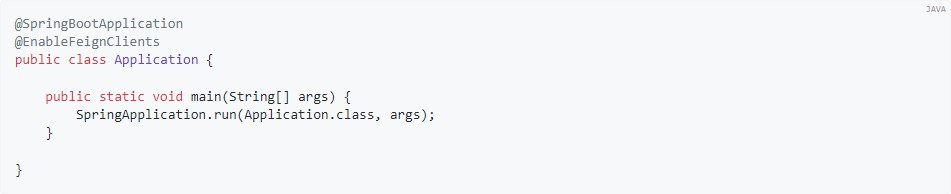 JAVA
@SpringBootApplication
@EnableFeignClients
public class Application {
    public static void main(String[] args) {
        SpringApplication.run(Application.class, args);
    }
}